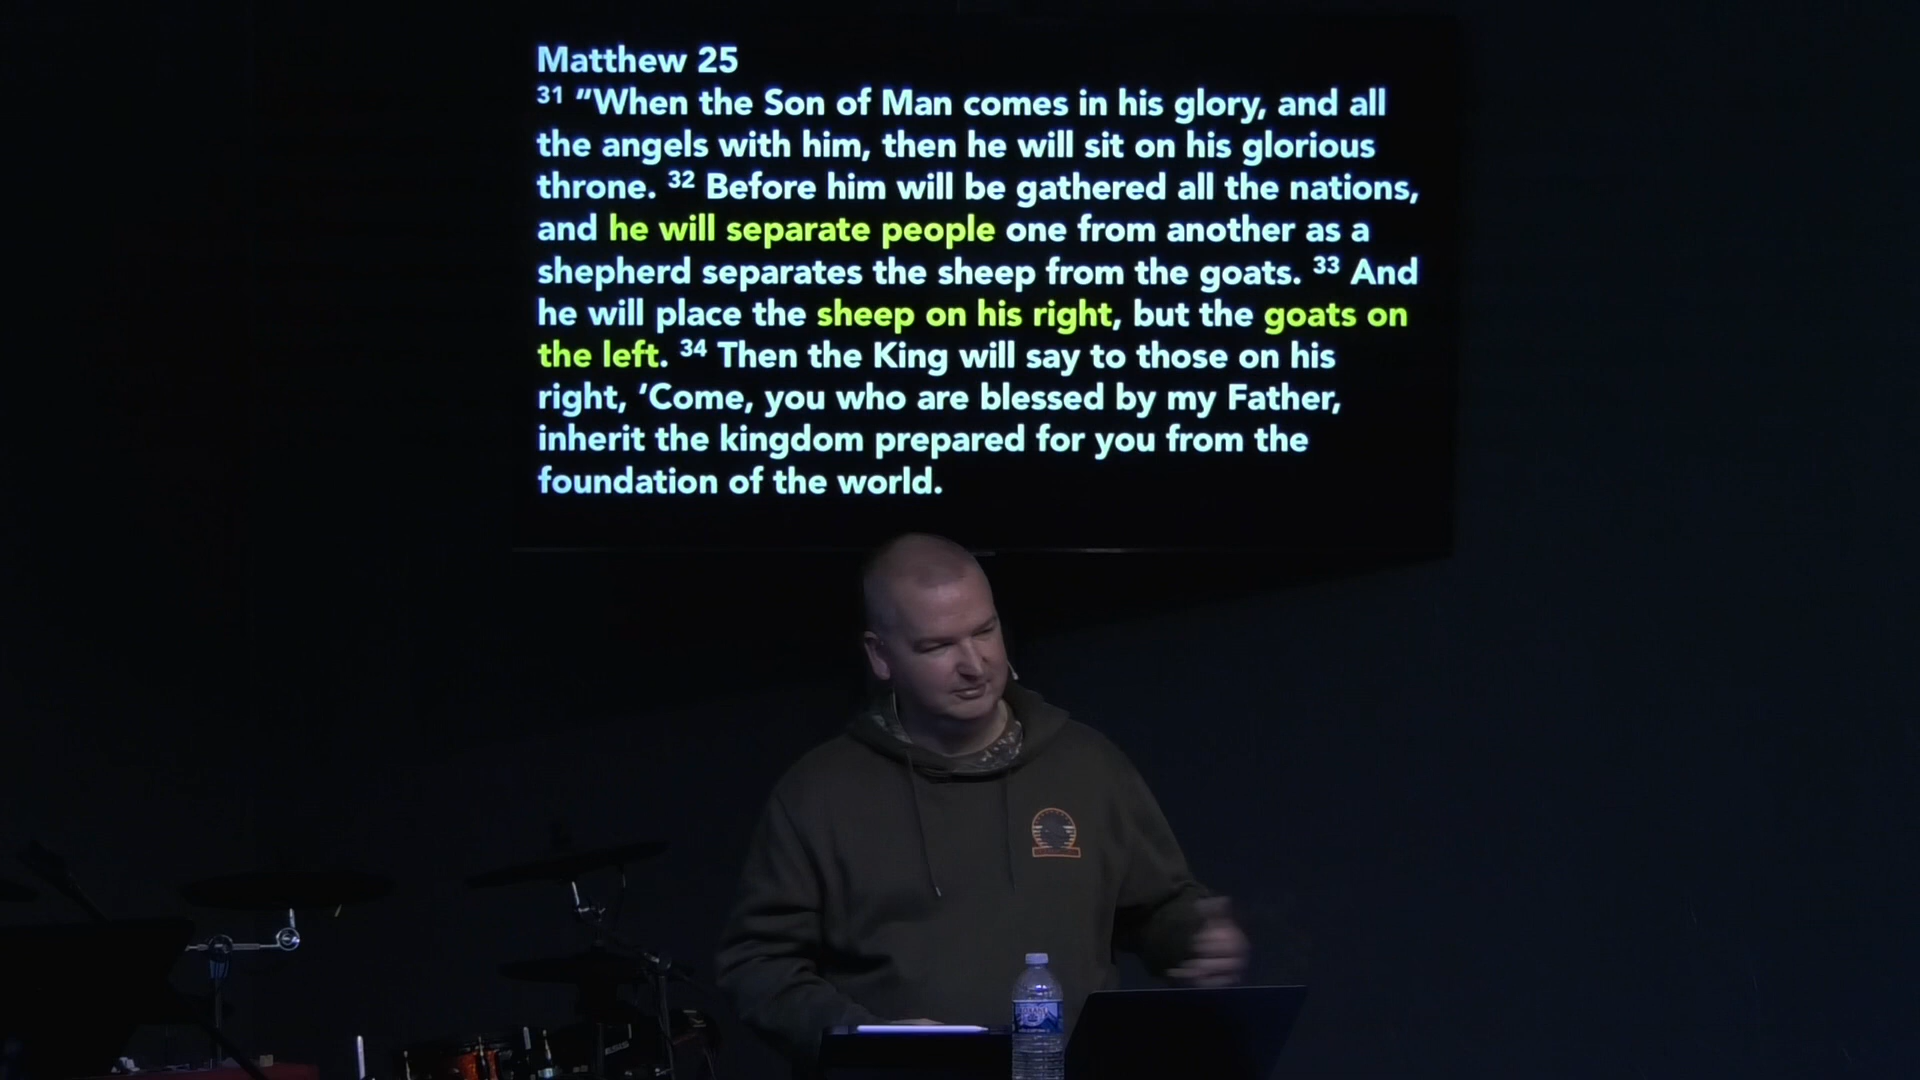 Matthew 25
31 "When the Son of Man comes in his glory, and all
the angels with him, then he will sit on his glorious
throne. 32 Before him will be gathered all the nations,
and he will separate people one from another as a
shepherd separates the sheep from the goats. 33 And
he will place the sheep on his right, but the goats on
the left. 34 Then the King will say to those on his
right, ‘Come, you who are blessed by my Father,
inherit the kingdom prepared for you from the
foundation of the world.